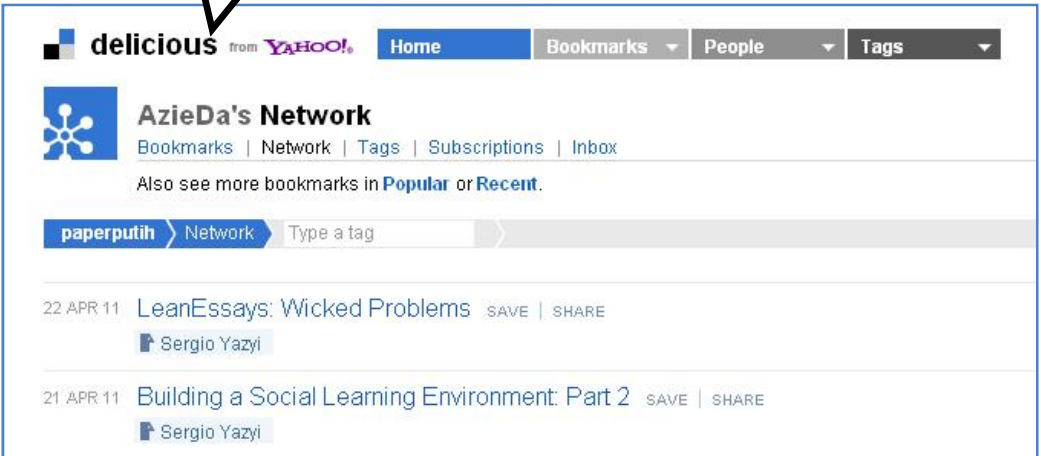 delicious from YAHOO!. Home Bookmarks People Tags
AzieDa's Network
Bookmarks | Network | Tags | Subscriptions | Inbox
Also see more bookmarks in Popular or Recent.
paperputih Network Type a tag
22 APR 11 LeanEssays: Wicked Problems SAVE | SHARE
Sergio Yazyi
21 APR 11 Building a Social Learning Environment: Part 2 SAVE | SHARE
Sergio Yazyi